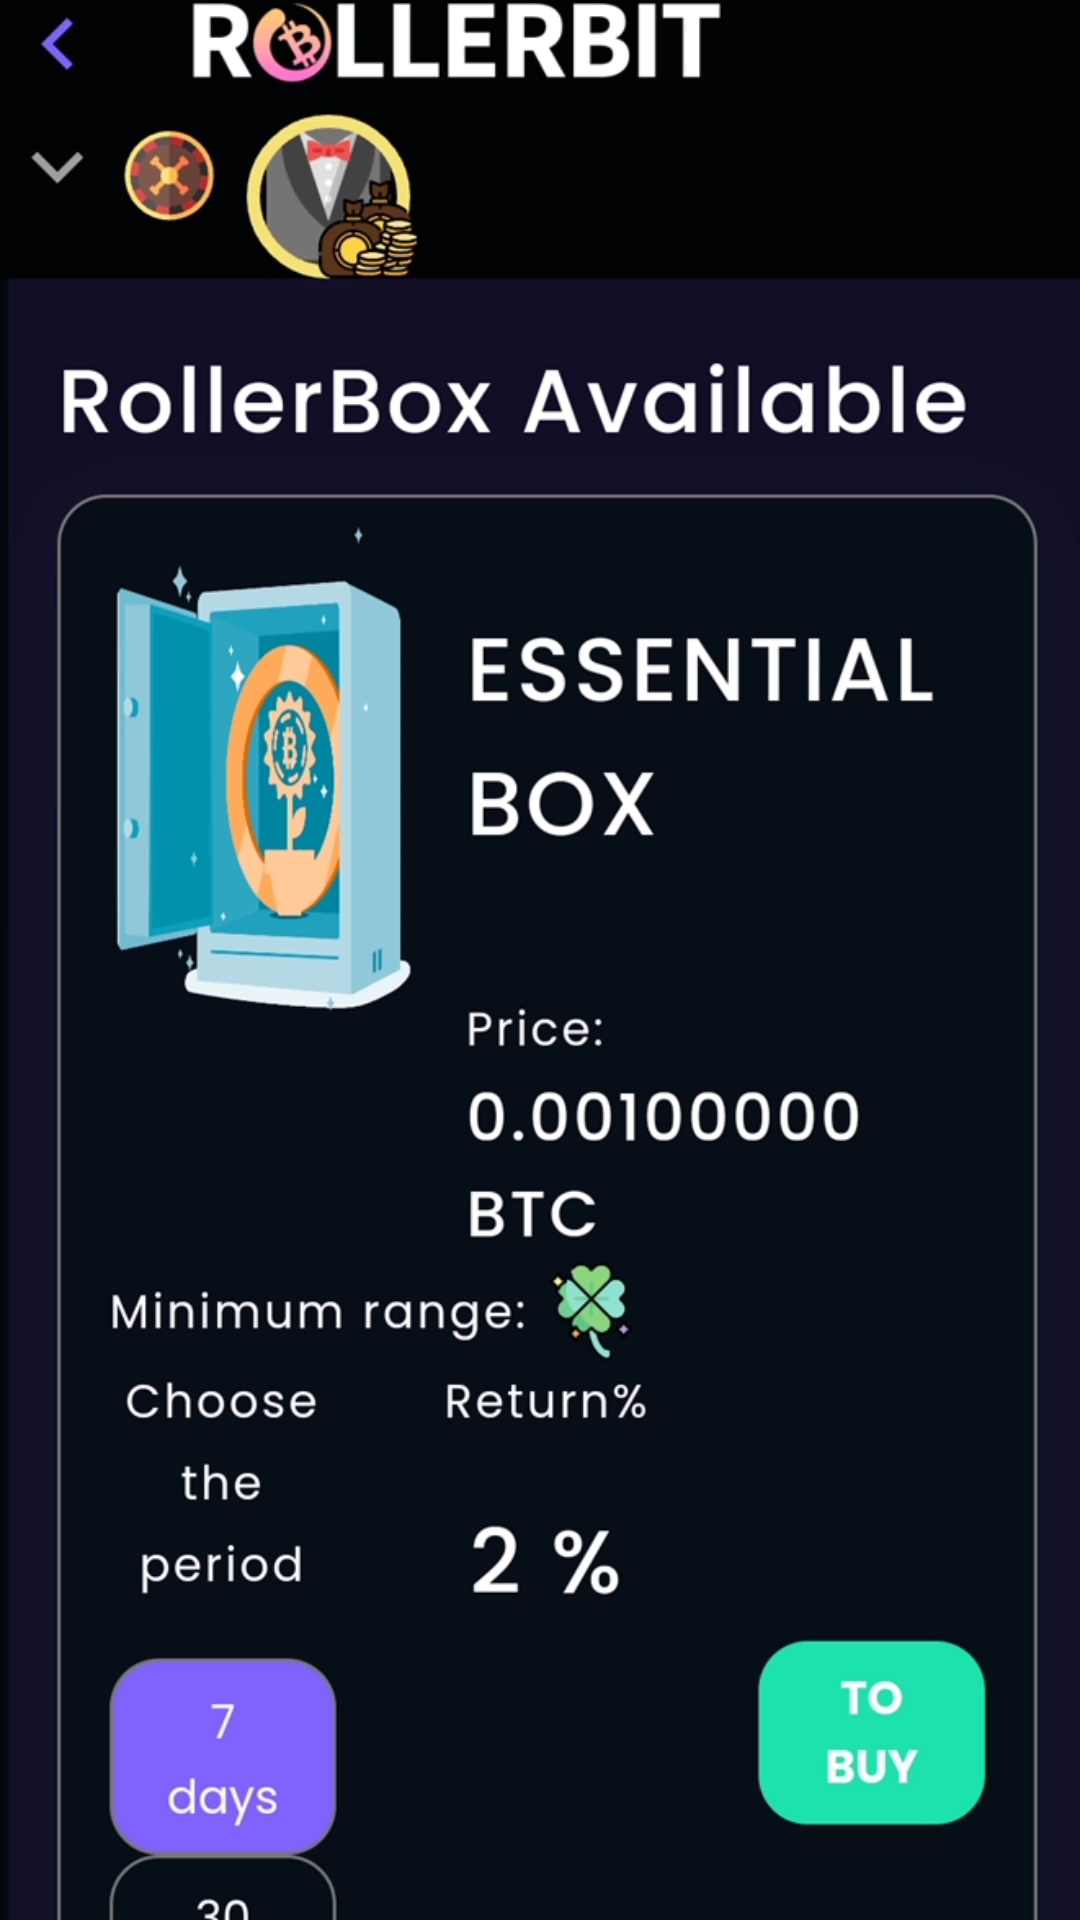 ROLLERBIT
RollerBox Available
ESSENTIAL
BOX
Price:
0.00100000
BTC
Minimum range:
Choose
the
period
Return%
2 %
7
days
TO
BUY
30